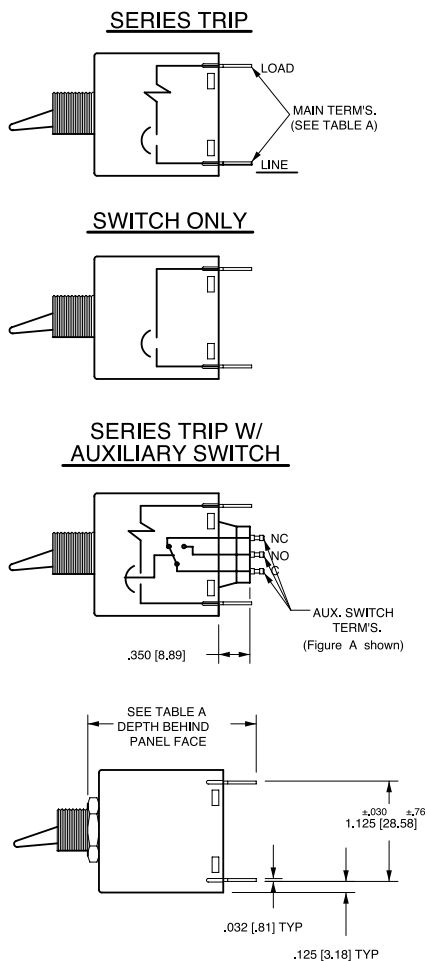 SERIES TRIP
LOAD
MAIN TERM'S.
(SEE TABLE A)
LINE
SWITCH ONLY
SERIES TRIP W/
AUXILIARY SWITCH
NC
NO
C
AUX. SWITCH
TERM'S.
(Figure A shown)
.350 [8.89]
SEE TABLE A
DEPTH BEHIND
PANEL FACE
±.030 ±.76
1.125 [28.58]
.032 [.81] TYP
.125 [3.18] TYP